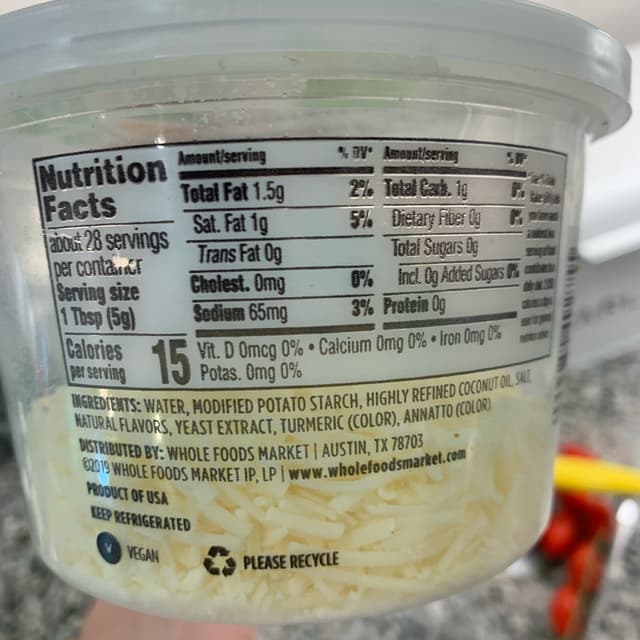 Nutrition Facts
about 28 servings
per container
Serving size
1 Tbsp (5g)
Calories 15
per serving
Amount/serving % DV*
Total Fat 1.5g 2%
Sat. Fat 1g 5%
Trans Fat 0g
Cholest. 0mg 0%
Sodium 65mg 3%
Amount/serving % DV*
Total Carb. 1g 0%
Dietary Fiber 0g 0%
Total Sugars 0g
Incl. 0g Added Sugars 0%
Protein 0g
Vit. D 0mcg 0% • Calcium 0mg 0% • Iron 0mg 0%
Potas. 0mg 0%
INGREDIENTS: WATER, MODIFIED POTATO STARCH, HIGHLY REFINED COCONUT OIL, SALT,
NATURAL FLAVORS, YEAST EXTRACT, TURMERIC (COLOR), ANNATTO (COLOR)
DISTRIBUTED BY: WHOLE FOODS MARKET | AUSTIN, TX 78703
©2019 WHOLE FOODS MARKET IP, LP | www.wholefoodsmarket.com
PRODUCT OF USA
KEEP REFRIGERATED
V VEGAN
PLEASE RECYCLE